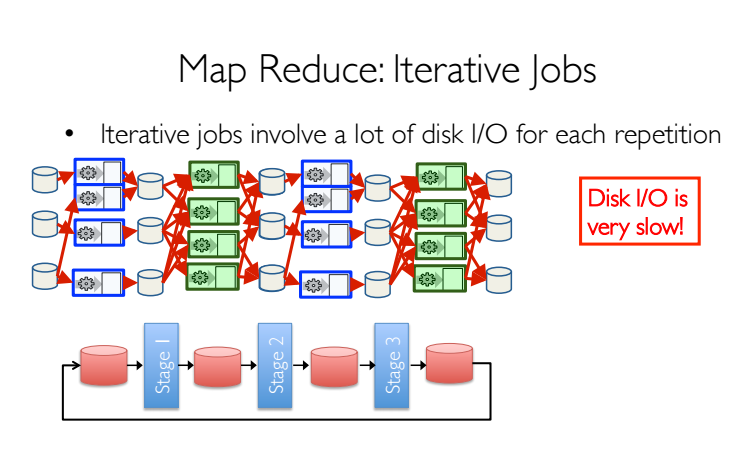 Map Reduce: Iterative Jobs
• Iterative jobs involve a lot of disk I/O for each repetition
Disk I/O is
very slow!
Stage 1
Stage 2
Stage 3